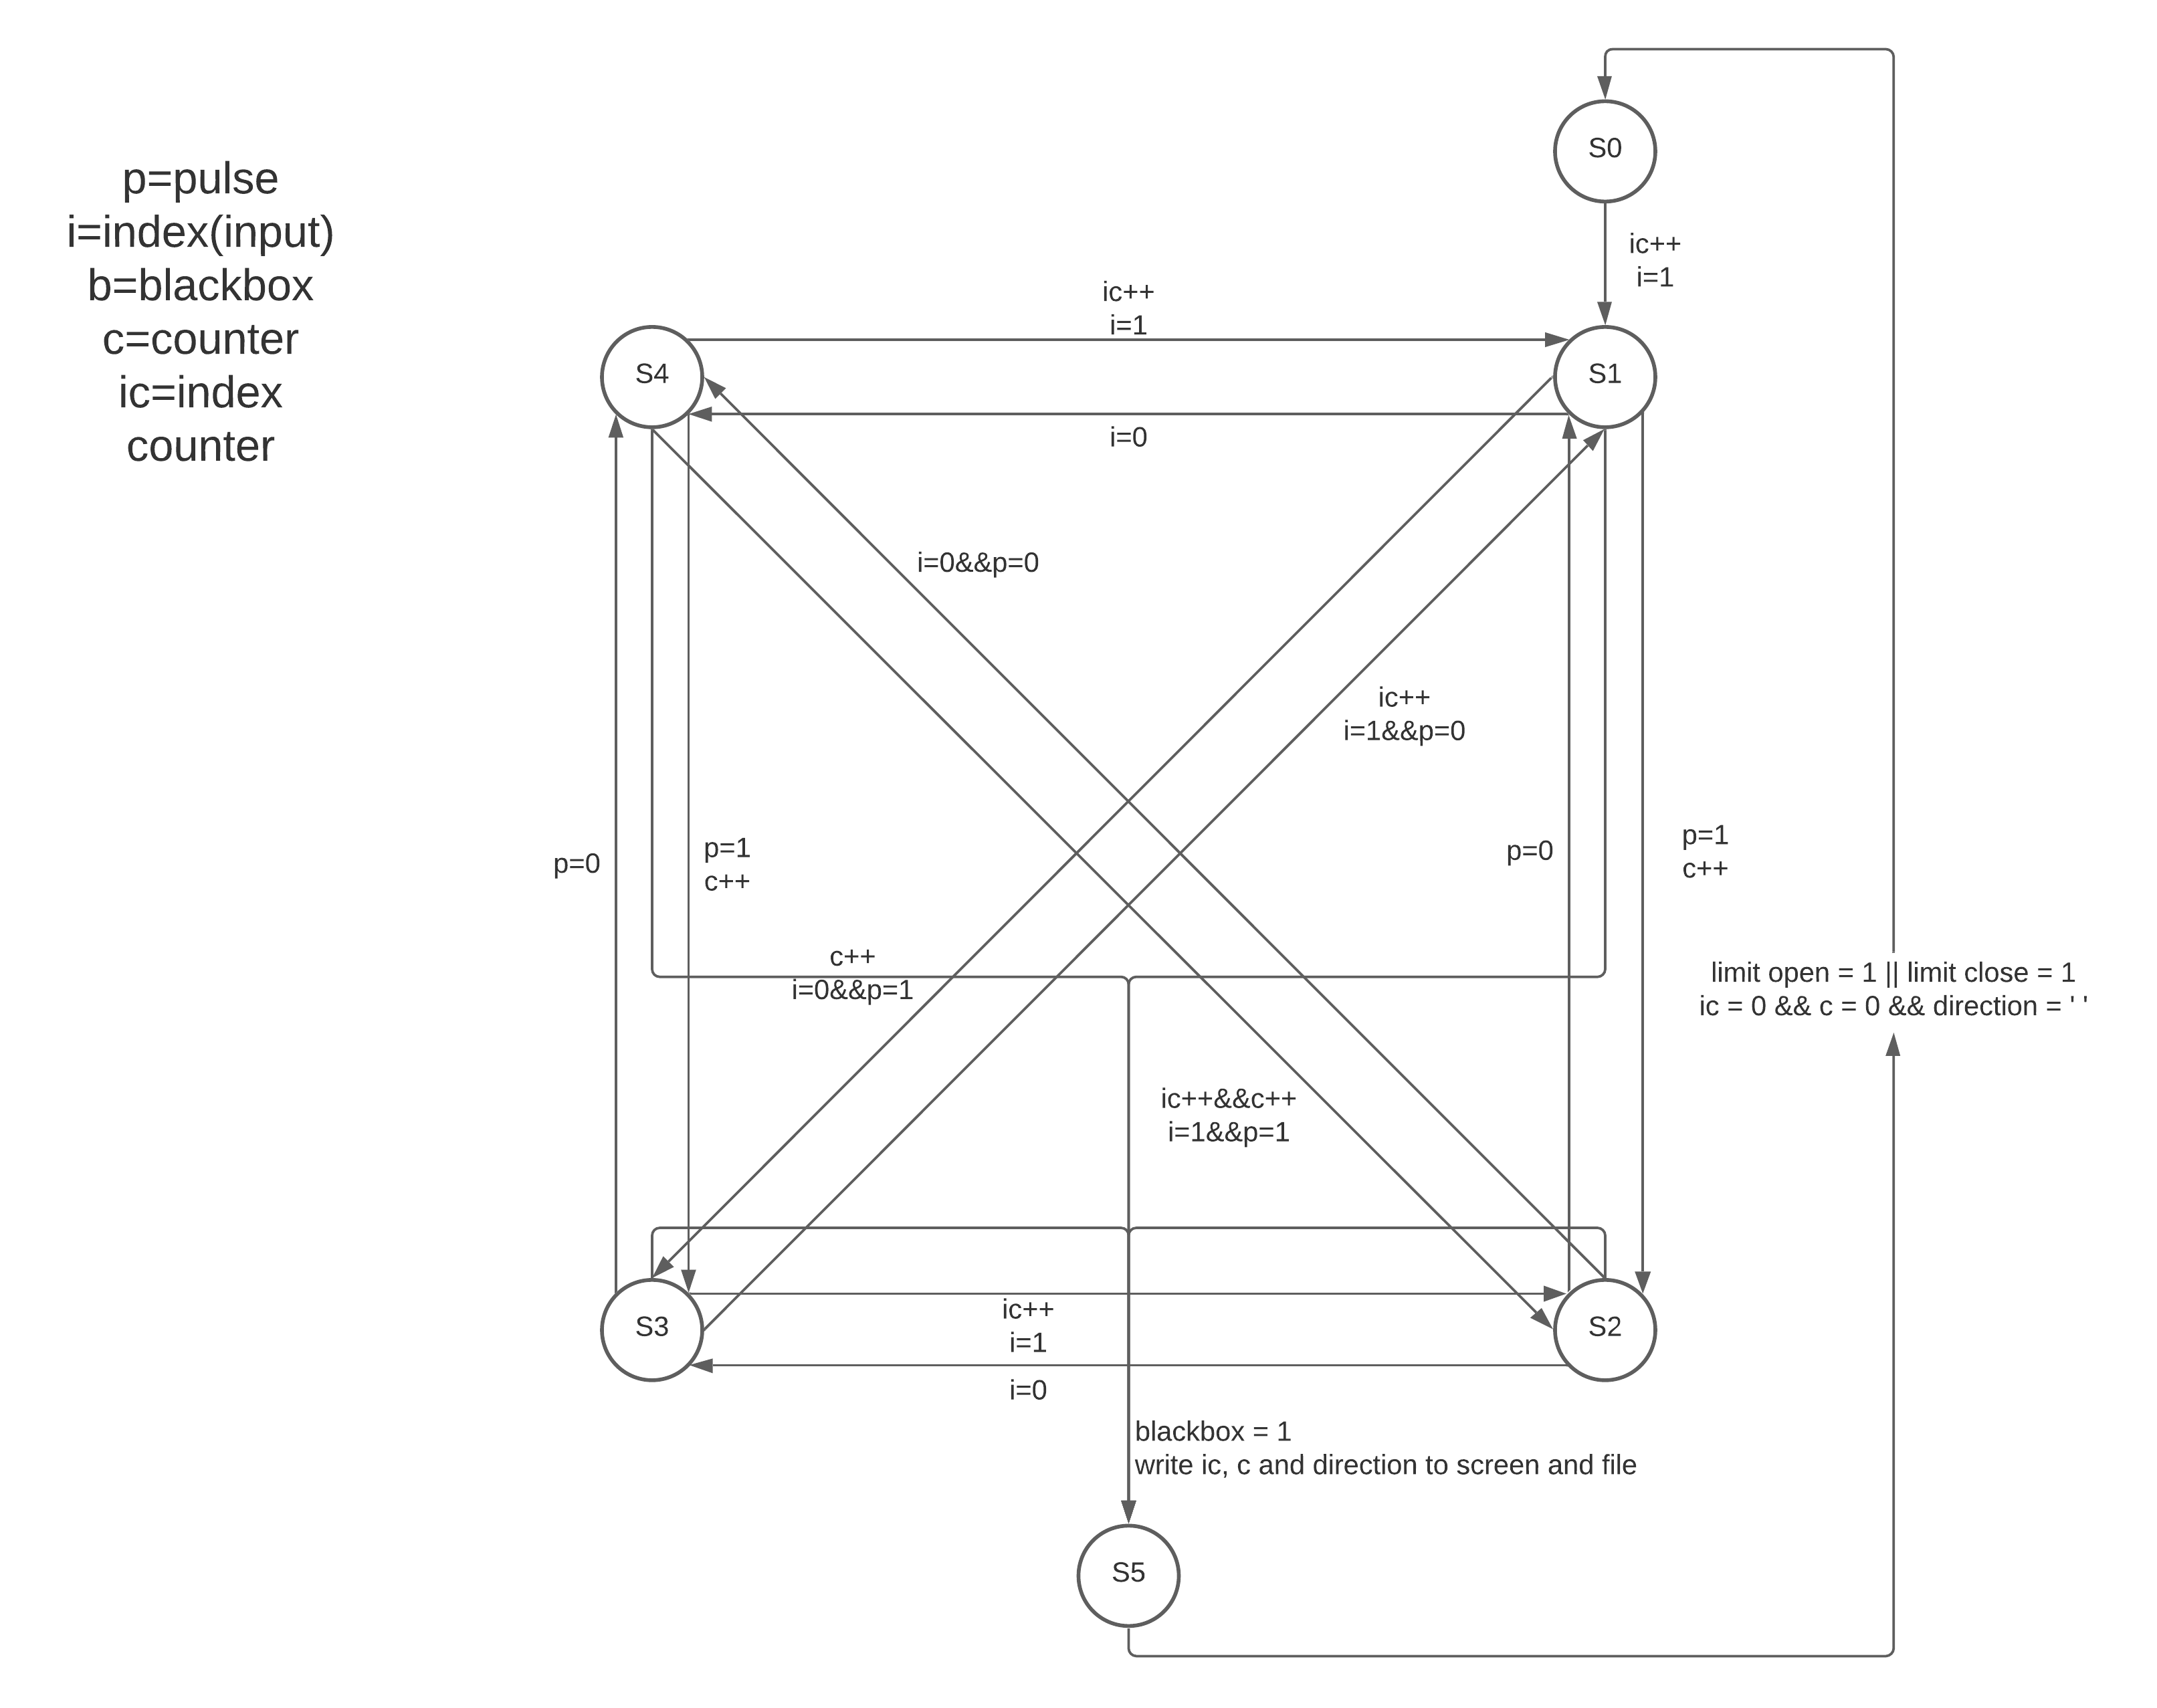 p=pulse
i=index(input)
b=blackbox
c=counter
ic=index
counter
S0
ic++
i=1
ic++
i=1
S4
S1
i=0
i=0&&p=0
ic++
i=1&&p=0
p=0
p=1
c++
p=0
p=1
c++
c++
i=0&&p=1
limit open = 1 || limit close = 1
ic = 0 && c = 0 && direction = ' '
ic++&&c++
i=1&&p=1
S3
ic++
i=1
S2
i=0
blackbox = 1
write ic, c and direction to screen and file
S5